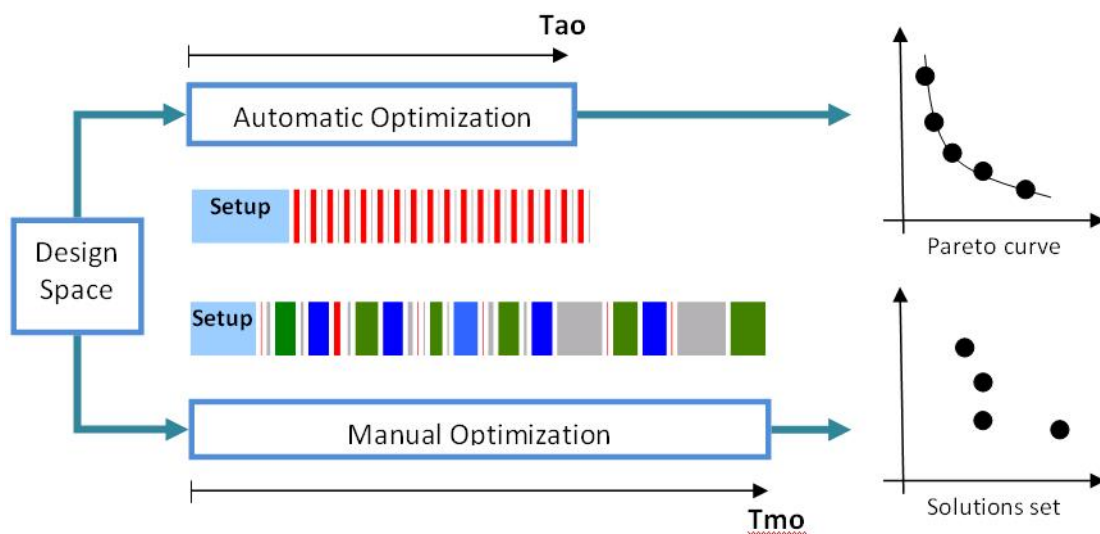 Tao
Automatic Optimization
Setup
Pareto curve
Design
Space
Setup
Manual Optimization
Solutions set
Tmo